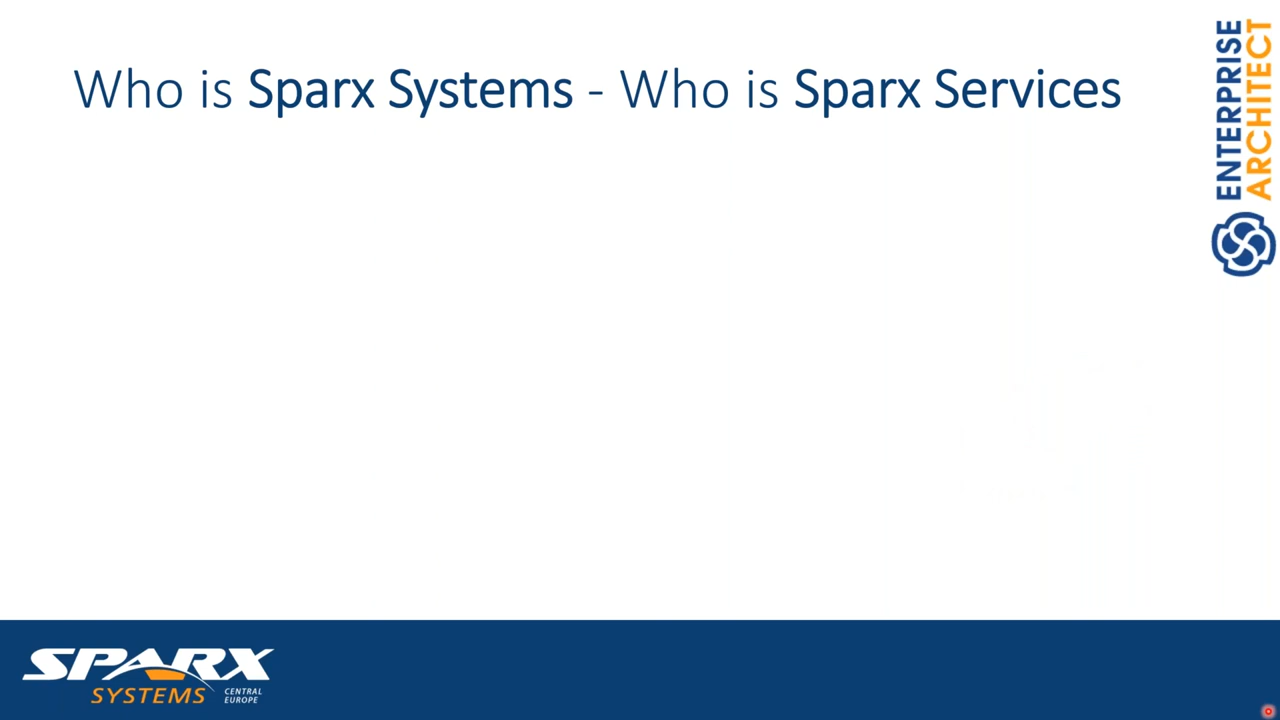 Who is Sparx Systems - Who is Sparx Services
ENTERPRISE
ARCHITECT
SPARX
SYSTEMS
CENTRAL
EUROPE